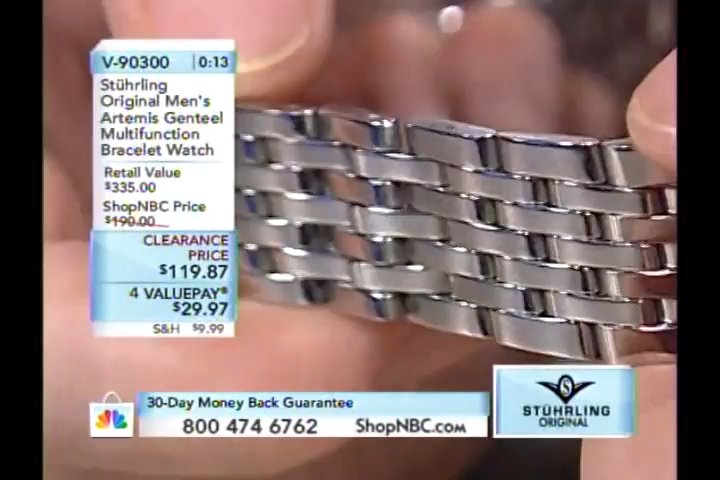 V-90300 0:13
Stührling
Original Men's
Artemis Genteel
Multifunction
Bracelet Watch
Retail Value
$335.00
ShopNBC Price
$190.00
CLEARANCE
PRICE
$119.87
4 VALUEPAY®
$29.97
S&H $9.99
30-Day Money Back Guarantee
800 474 6762 ShopNBC.com
S
STÜHRLING
ORIGINAL